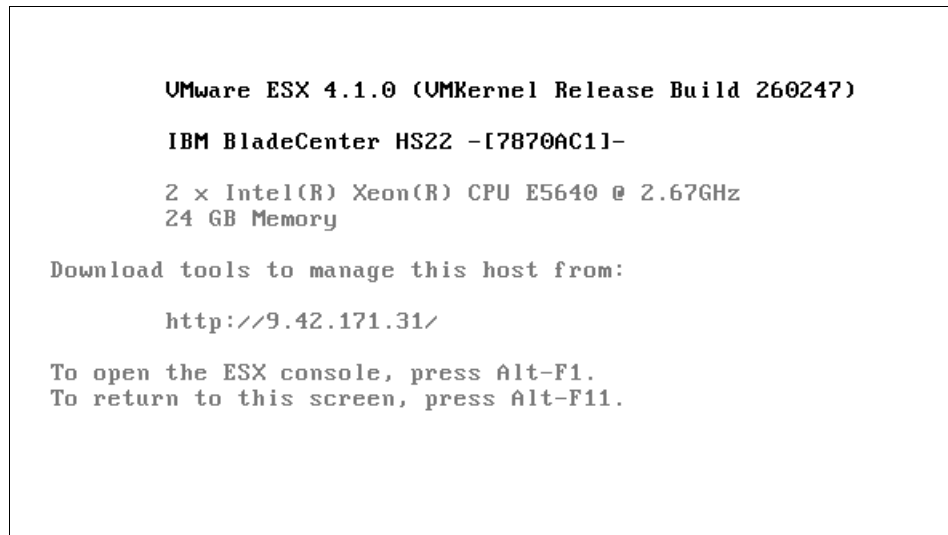 VMware ESX 4.1.0 (VMKernel Release Build 260247)
IBM BladeCenter HS22 -[7870AC1]-
2 x Intel(R) Xeon(R) CPU E5640 @ 2.67GHz
24 GB Memory
Download tools to manage this host from:
http://9.42.171.31/
To open the ESX console, press Alt-F1.
To return to this screen, press Alt-F11.